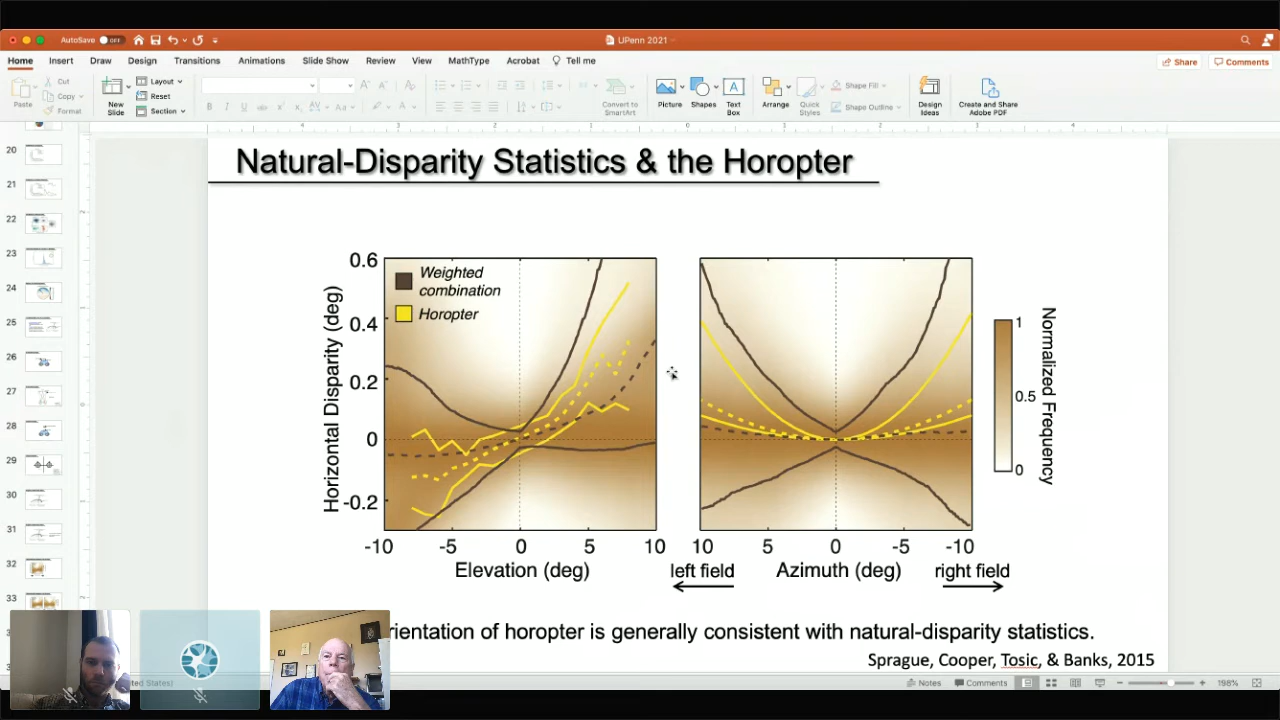 AutoSave OFF
UPenn 2021
Home Insert Draw Design Transitions Animations Slide Show Review View MathType Acrobat Tell me
Share Comments
Paste
Cut
Copy
Format
New Slide
Layout
Reset
Section
Convert to SmartArt
Picture
Shapes
Text Box
Arrange
Quick Styles
Shape Fill
Shape Outline
Design Ideas
Create and Share Adobe PDF
20
21
22
23
24
25
26
27
28
29
30
31
32
33
Natural-Disparity Statistics & the Horopter
Weighted combination
Horopter
Horizontal Disparity (deg)
0.6
0.4
0.2
0
-0.2
-10 -5 0 5 10
Elevation (deg)
10 5 0 -5 -10
left field Azimuth (deg) right field
1
0.5
0
Normalized Frequency
orientation of horopter is generally consistent with natural-disparity statistics.
Sprague, Cooper, Tosic, & Banks, 2015
ted States)
Notes Comments 198%